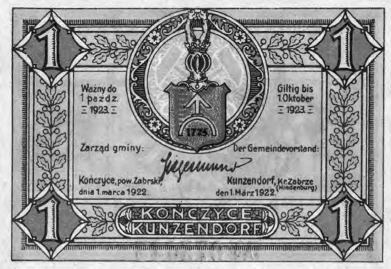 1
1
Ważny do
1 paźdz.
1923
Giltig bis
1. Oktober
1923
1725
Zarząd gminy:
Der Gemeindevorstand:
Kończyce, pow. Zabrski,
dnia 1. marca 1922.
Kunzendorf, Kr. Zabrze
(Hindenburg)
den 1. März 1922.
1
1
KOŃCZYCE
KUNZENDORF